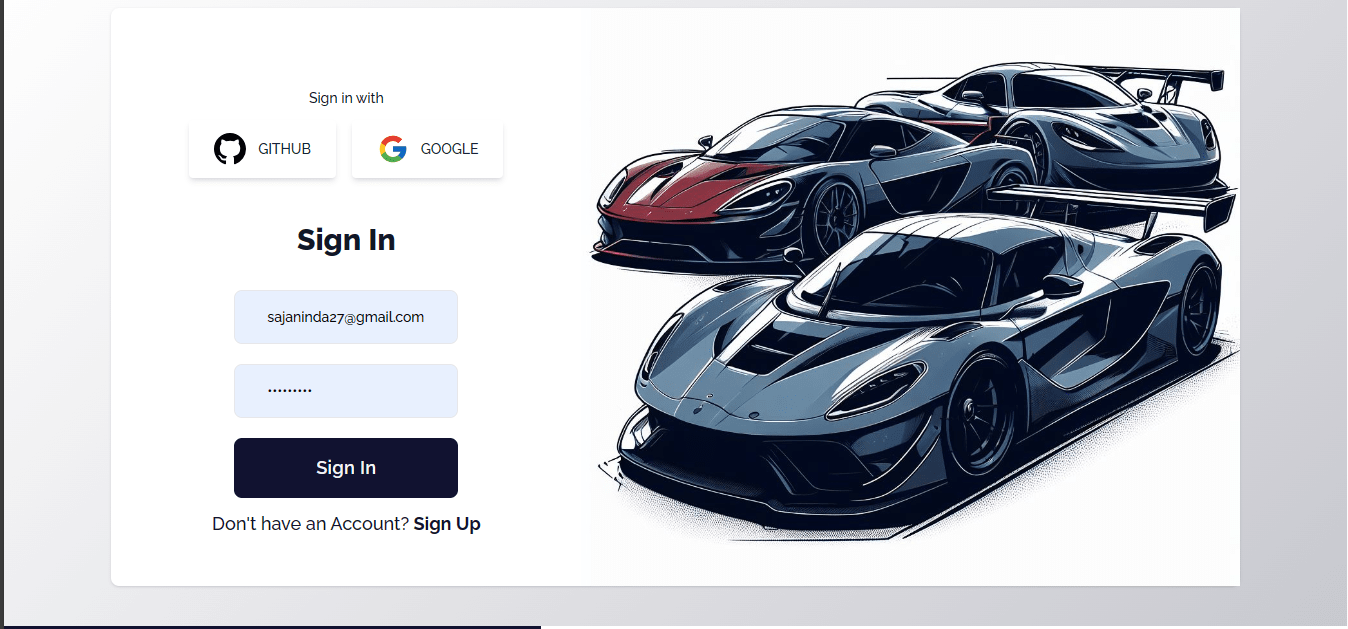 Sign in with
GITHUB GOOGLE
Sign In
sajaninda27@gmail.com
•••••••••
Sign In
Don't have an Account? Sign Up